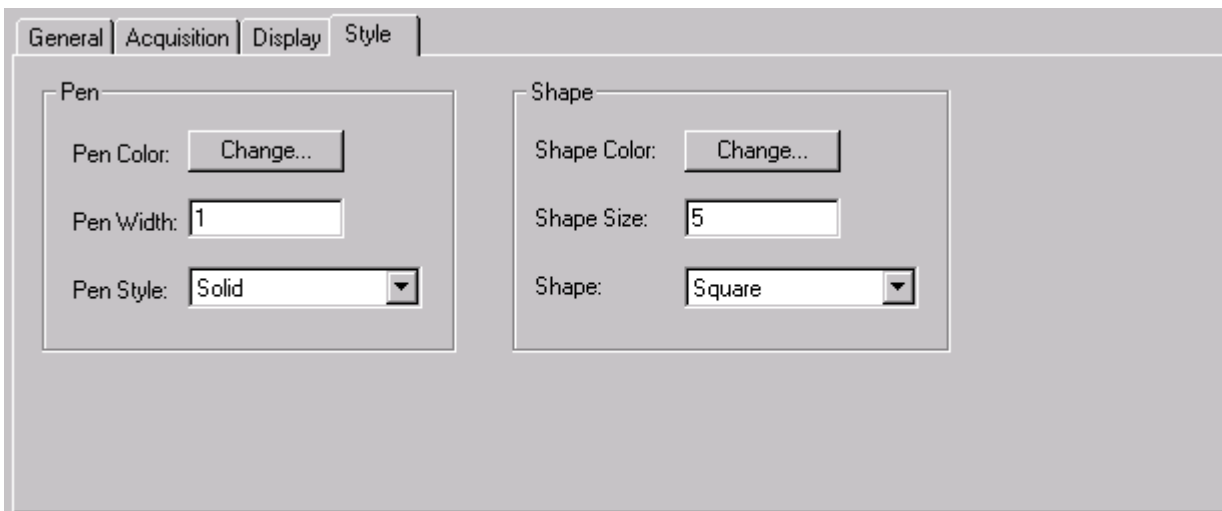 General Acquisition Display Style
Pen
Pen Color: Change...
Pen Width: 1
Pen Style: Solid
Shape
Shape Color: Change...
Shape Size: 5
Shape: Square